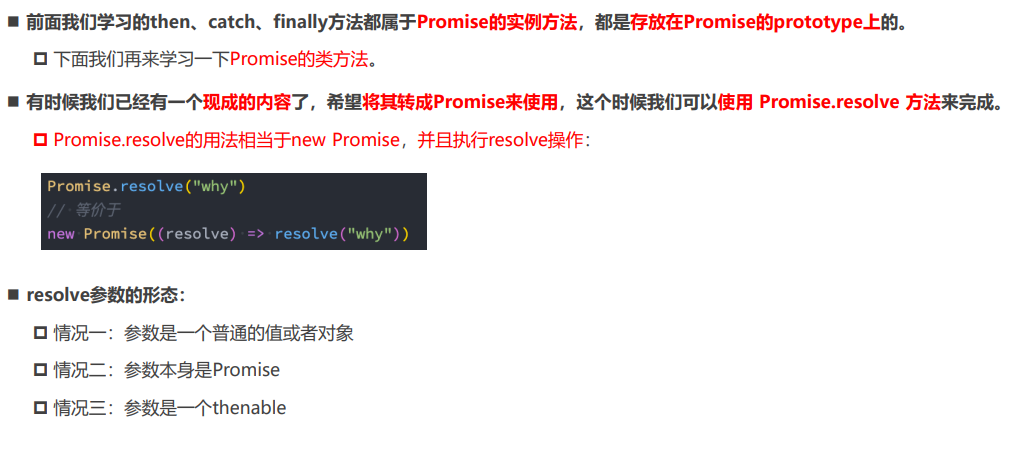 前面我们学习的then、catch、finally方法都属于Promise的实例方法，都是存放在Promise的prototype上的。
下面我们再来学习一下Promise的类方法。
有时候我们已经有一个现成的内容了，希望将其转成Promise来使用，这个时候我们可以使用 Promise.resolve 方法来完成。
Promise.resolve的用法相当于new Promise，并且执行resolve操作：
Promise.resolve("why")
// 等价于
new Promise((resolve) => resolve("why"))
resolve参数的形态：
情况一：参数是一个普通的值或者对象
情况二：参数本身是Promise
情况三：参数是一个thenable